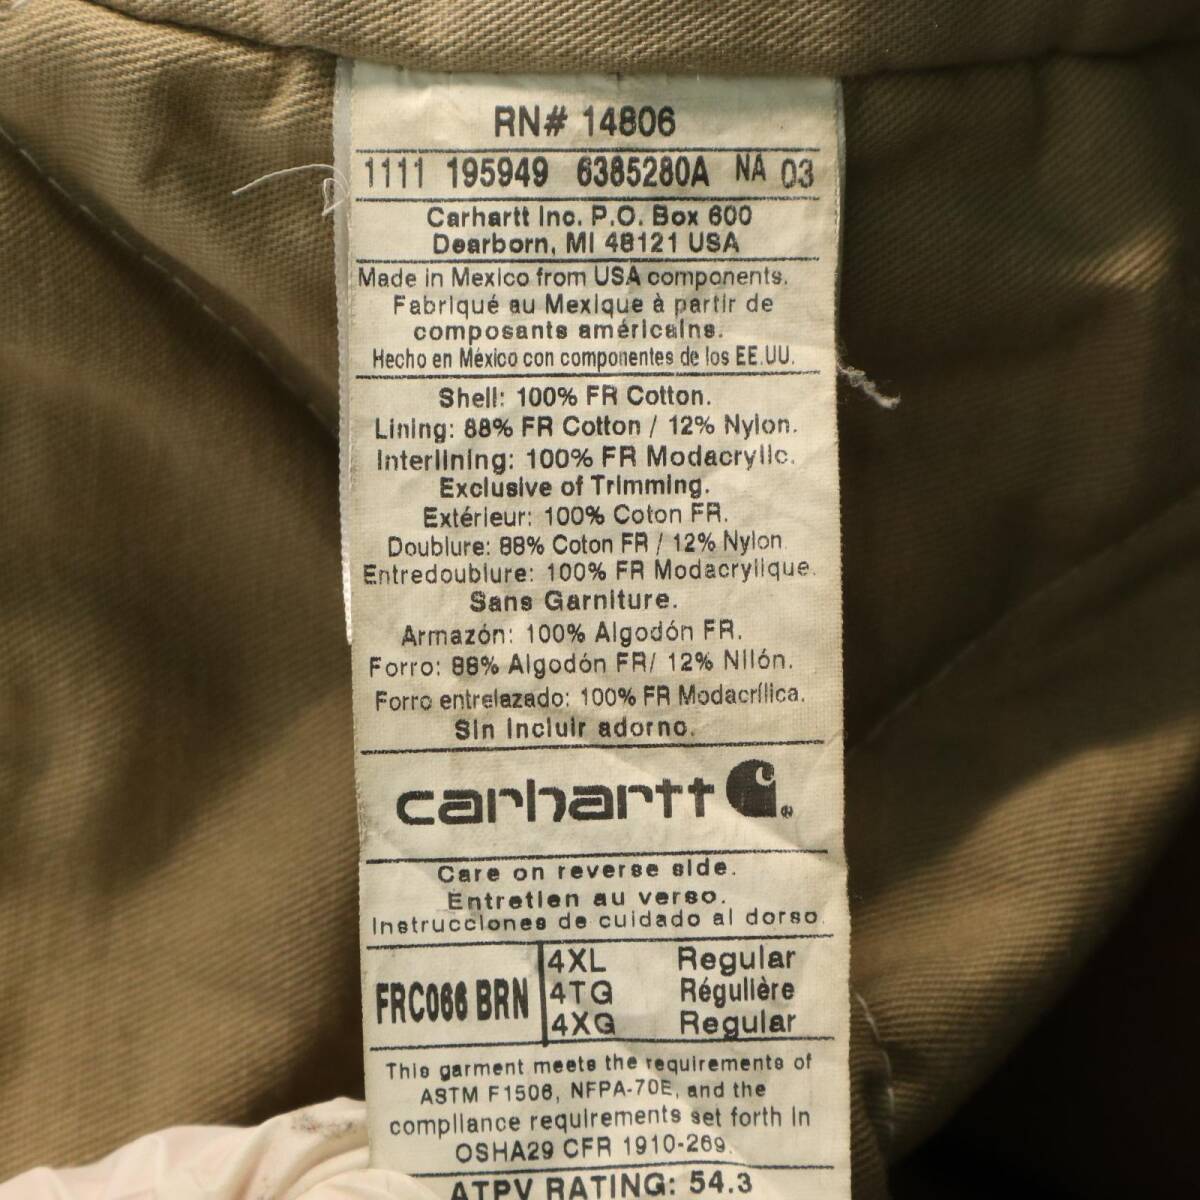 RN# 14806
1111 195949 6385280A NA 03
Carhartt Inc. P.O. Box 600
Dearborn, MI 48121 USA
Made in Mexico from USA components.
Fabriqué au Mexique à partir de
composants américains.
Hecho en México con componentes de los EE.UU.
Shell: 100% FR Cotton.
Lining: 88% FR Cotton / 12% Nylon.
Interlining: 100% FR Modacrylic.
Exclusive of Trimming.
Extérieur: 100% Coton FR.
Doublure: 88% Coton FR / 12% Nylon.
Entredoublure: 100% FR Modacrylique.
Sans Garniture.
Armazón: 100% Algodón FR.
Forro: 88% Algodón FR/ 12% Nilón.
Forro entrelazado: 100% FR Modacrílica.
Sin incluir adorno.
carhartt
Care on reverse side.
Entretien au verso.
Instrucciones de cuidado al dorso.
FRC066 BRN
4XL Regular
4TG Régulière
4XG Regular
This garment meets the requirements of
ASTM F1506, NFPA-70E, and the
compliance requirements set forth in
OSHA29 CFR 1910-269.
ATPV RATING: 54.3